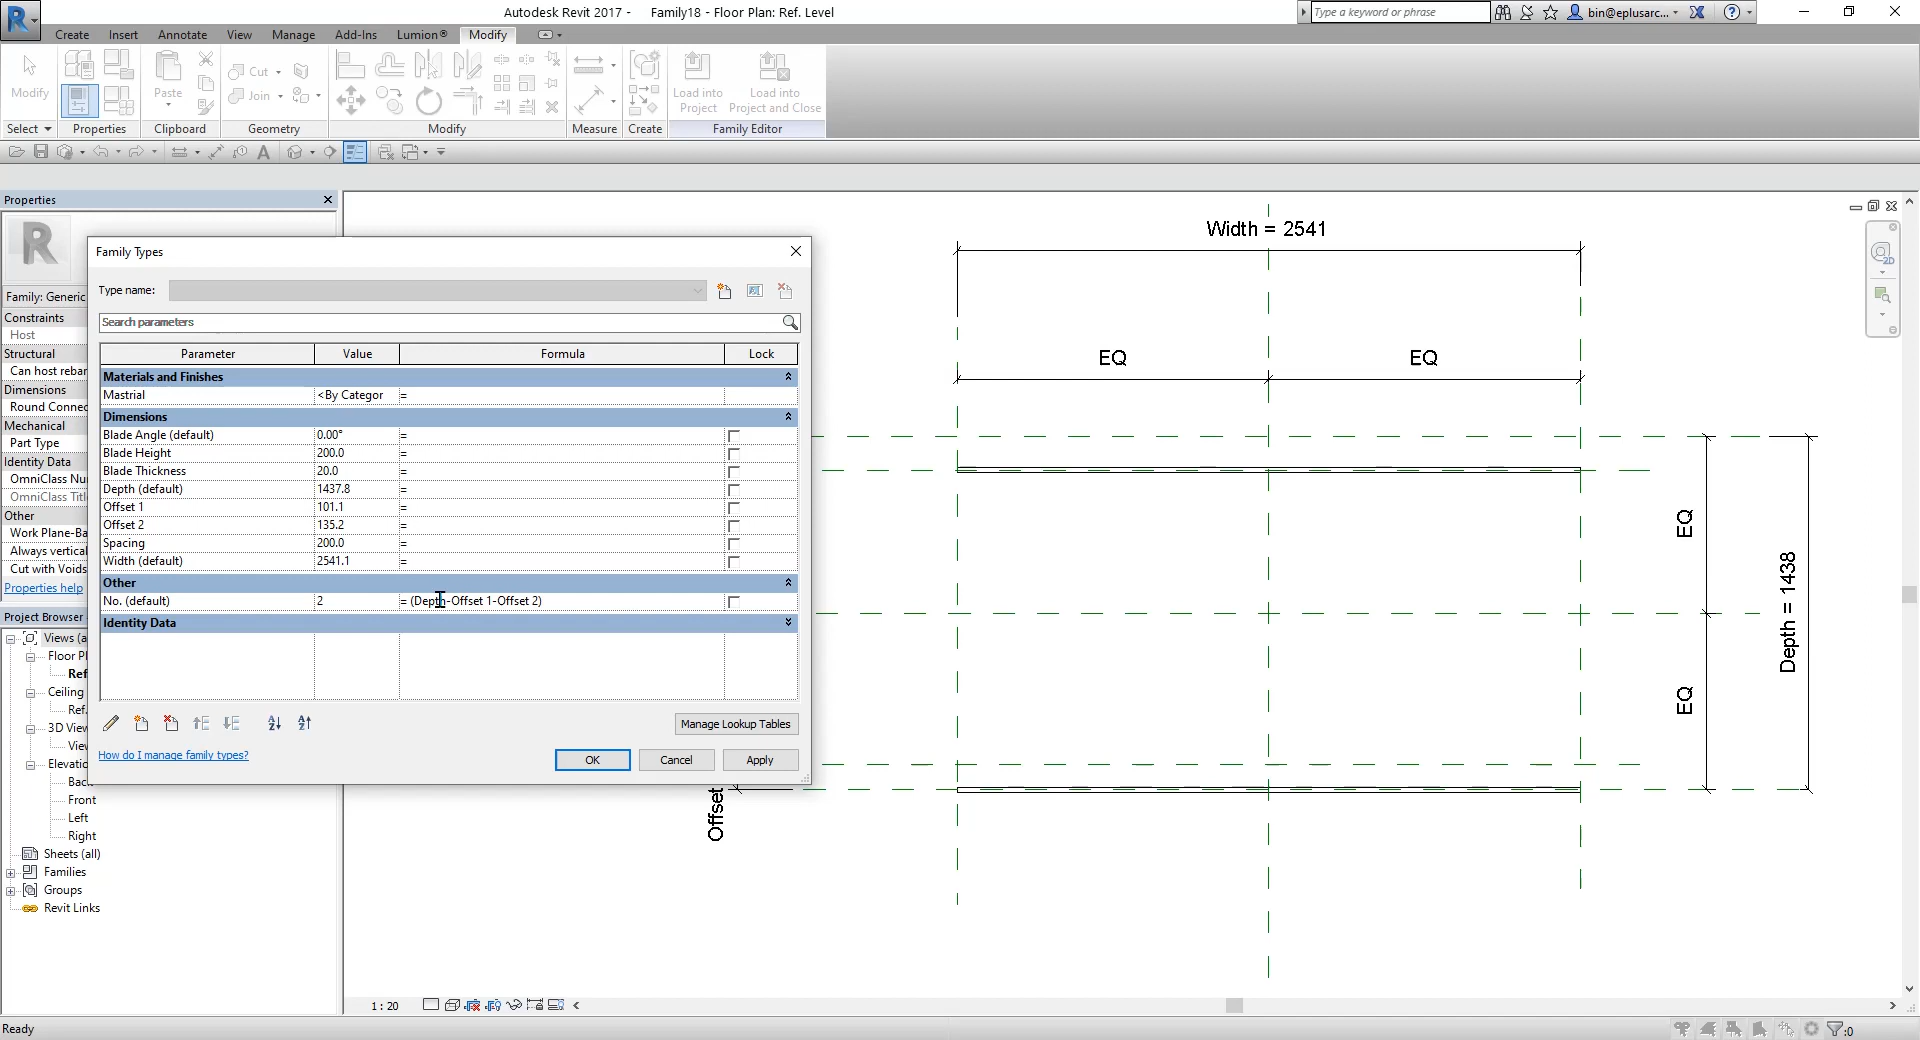 Autodesk Revit 2017 - Family18 - Floor Plan: Ref. Level
Type a keyword or phrase
bin@eplusarc...
Create Insert Annotate View Manage Add-Ins Lumion® Modify
Modify
Paste
Cut
Join
Load into
Project
Load into
Project and Close
Select Properties Clipboard Geometry Modify Measure Create Family Editor
Properties
Family: Generic
Constraints
Host
Structural
Can host rebar
Dimensions
Round Connec
Mechanical
Part Type
Identity Data
OmniClass Num
OmniClass Title
Other
Work Plane-Ba
Always vertical
Cut with Voids
Properties help
Project Browser
Views (a
Floor Pl
Ref
Ceiling
Ref.
3D View
View
Elevatio
Back
Front
Left
Right
Sheets (all)
Families
Groups
Revit Links
Family Types
Type name:
Search parameters
Parameter Value Formula Lock
Materials and Finishes
Mastrial <By Categor =
Dimensions
Blade Angle (default) 0.00° =
Blade Height 200.0 =
Blade Thickness 20.0 =
Depth (default) 1437.8 =
Offset 1 101.1 =
Offset 2 135.2 =
Spacing 200.0 =
Width (default) 2541.1 =
Other
No. (default) 2 = (Depth-Offset 1-Offset 2)
Identity Data
Manage Lookup Tables
How do I manage family types?
OK Cancel Apply
Width = 2541
EQ EQ
EQ
Depth = 1438
EQ
Offset
2D
1 : 20
Ready
:0